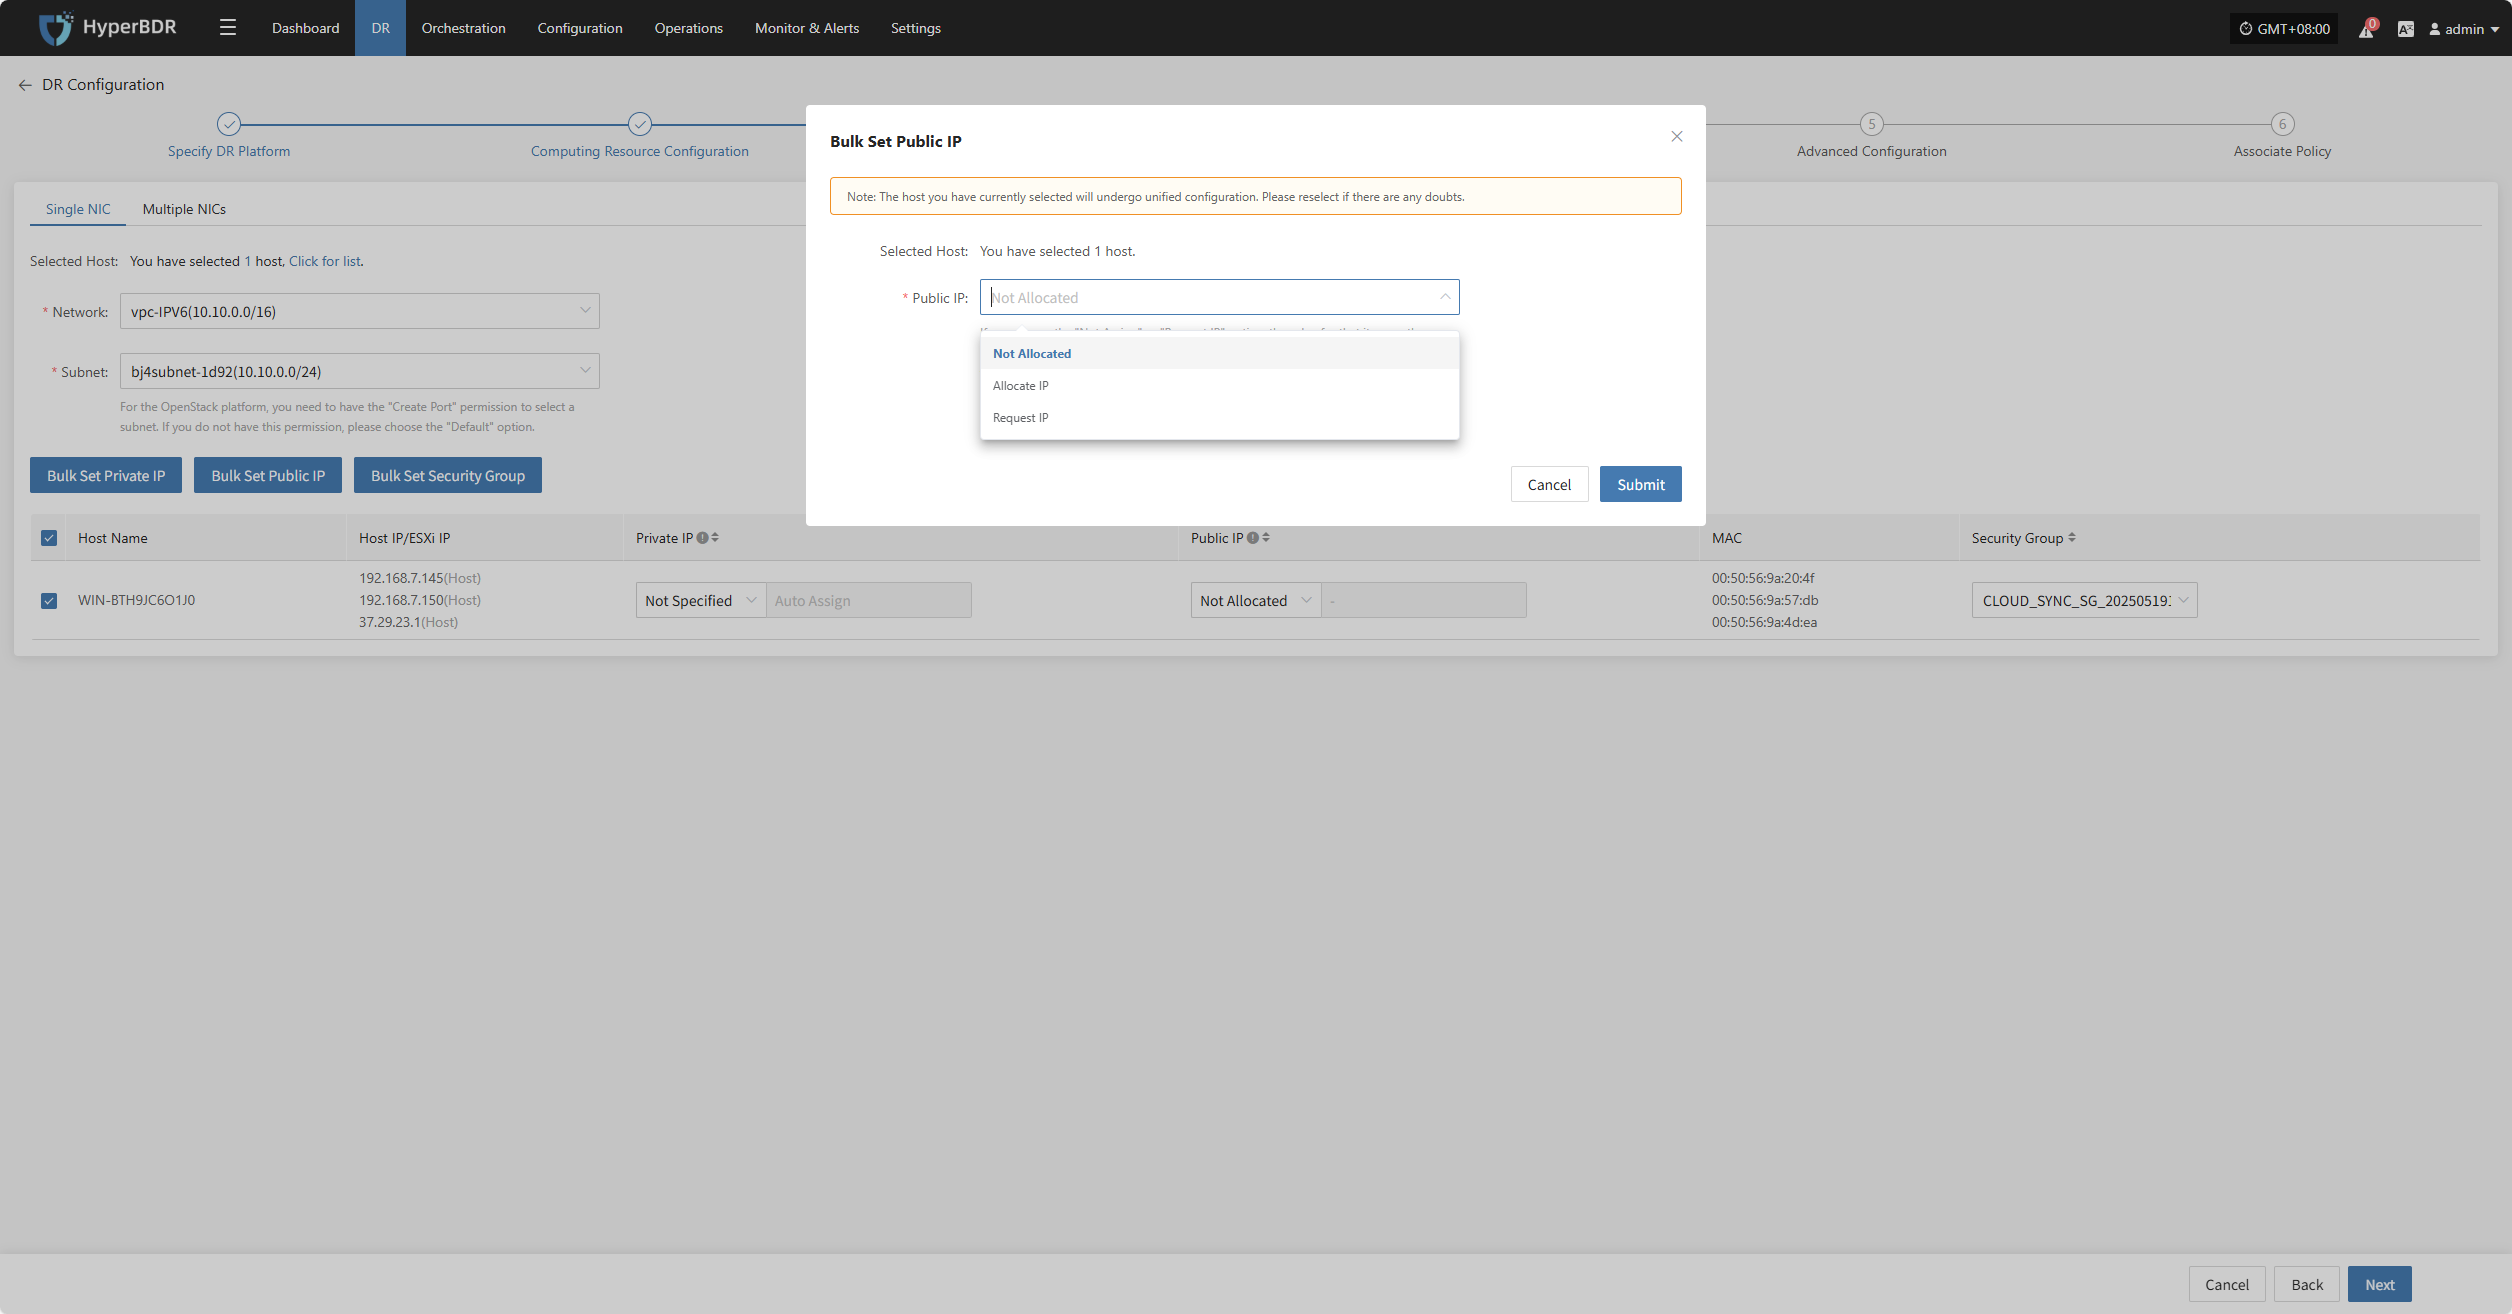 HyperBDR
Dashboard
DR
Orchestration
Configuration
Operations
Monitor & Alerts
Settings
GMT+08:00
0
admin
DR Configuration
Specify DR Platform
Computing Resource Configuration
5
Advanced Configuration
6
Associate Policy
Bulk Set Public IP
Note: The host you have currently selected will undergo unified configuration. Please reselect if there are any doubts.
Selected Host: You have selected 1 host.
* Public IP: Not Allocated
Not Allocated
Allocate IP
Request IP
Cancel
Submit
Single NIC
Multiple NICs
Selected Host: You have selected 1 host, Click for list.
* Network: vpc-IPV6(10.10.0.0/16)
* Subnet: bj4subnet-1d92(10.10.0.0/24)
For the OpenStack platform, you need to have the "Create Port" permission to select a
subnet. If you do not have this permission, please choose the "Default" option.
Bulk Set Private IP
Bulk Set Public IP
Bulk Set Security Group
Host Name
Host IP/ESXi IP
Private IP
Public IP
MAC
Security Group
WIN-BTH9JC6O1J0
192.168.7.145(Host)
192.168.7.150(Host)
37.29.23.1(Host)
Not Specified
Auto Assign
Not Allocated
-
00:50:56:9a:20:4f
00:50:56:9a:57:db
00:50:56:9a:4d:ea
CLOUD_SYNC_SG_20250519
Cancel
Back
Next